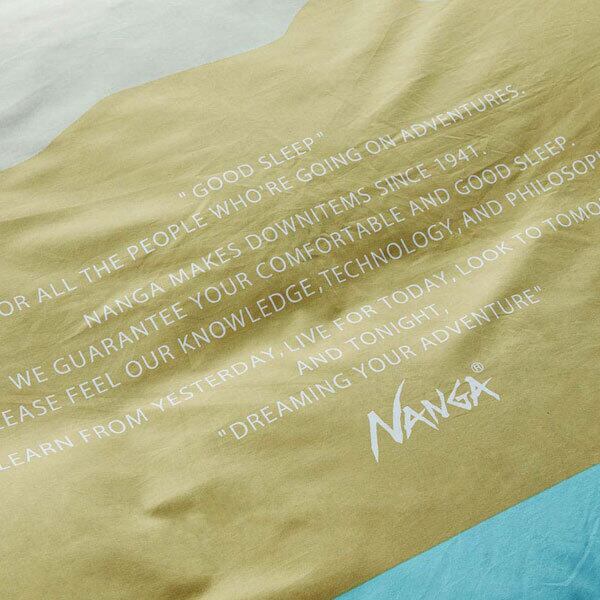 "GOOD SLEEP"
OR ALL THE PEOPLE WHO'RE GOING ON ADVENTURES.
NANGA MAKES DOWNITEMS SINCE 1941.
WE GUARANTEE YOUR COMFORTABLE AND GOOD SLEEP.
LEASE FEEL OUR KNOWLEDGE,TECHNOLOGY,AND PHILOSOP
LEARN FROM YESTERDAY, LIVE FOR TODAY, LOOK TO TOMO
AND TONIGHT,
"DREAMING YOUR ADVENTURE"
NANGA®